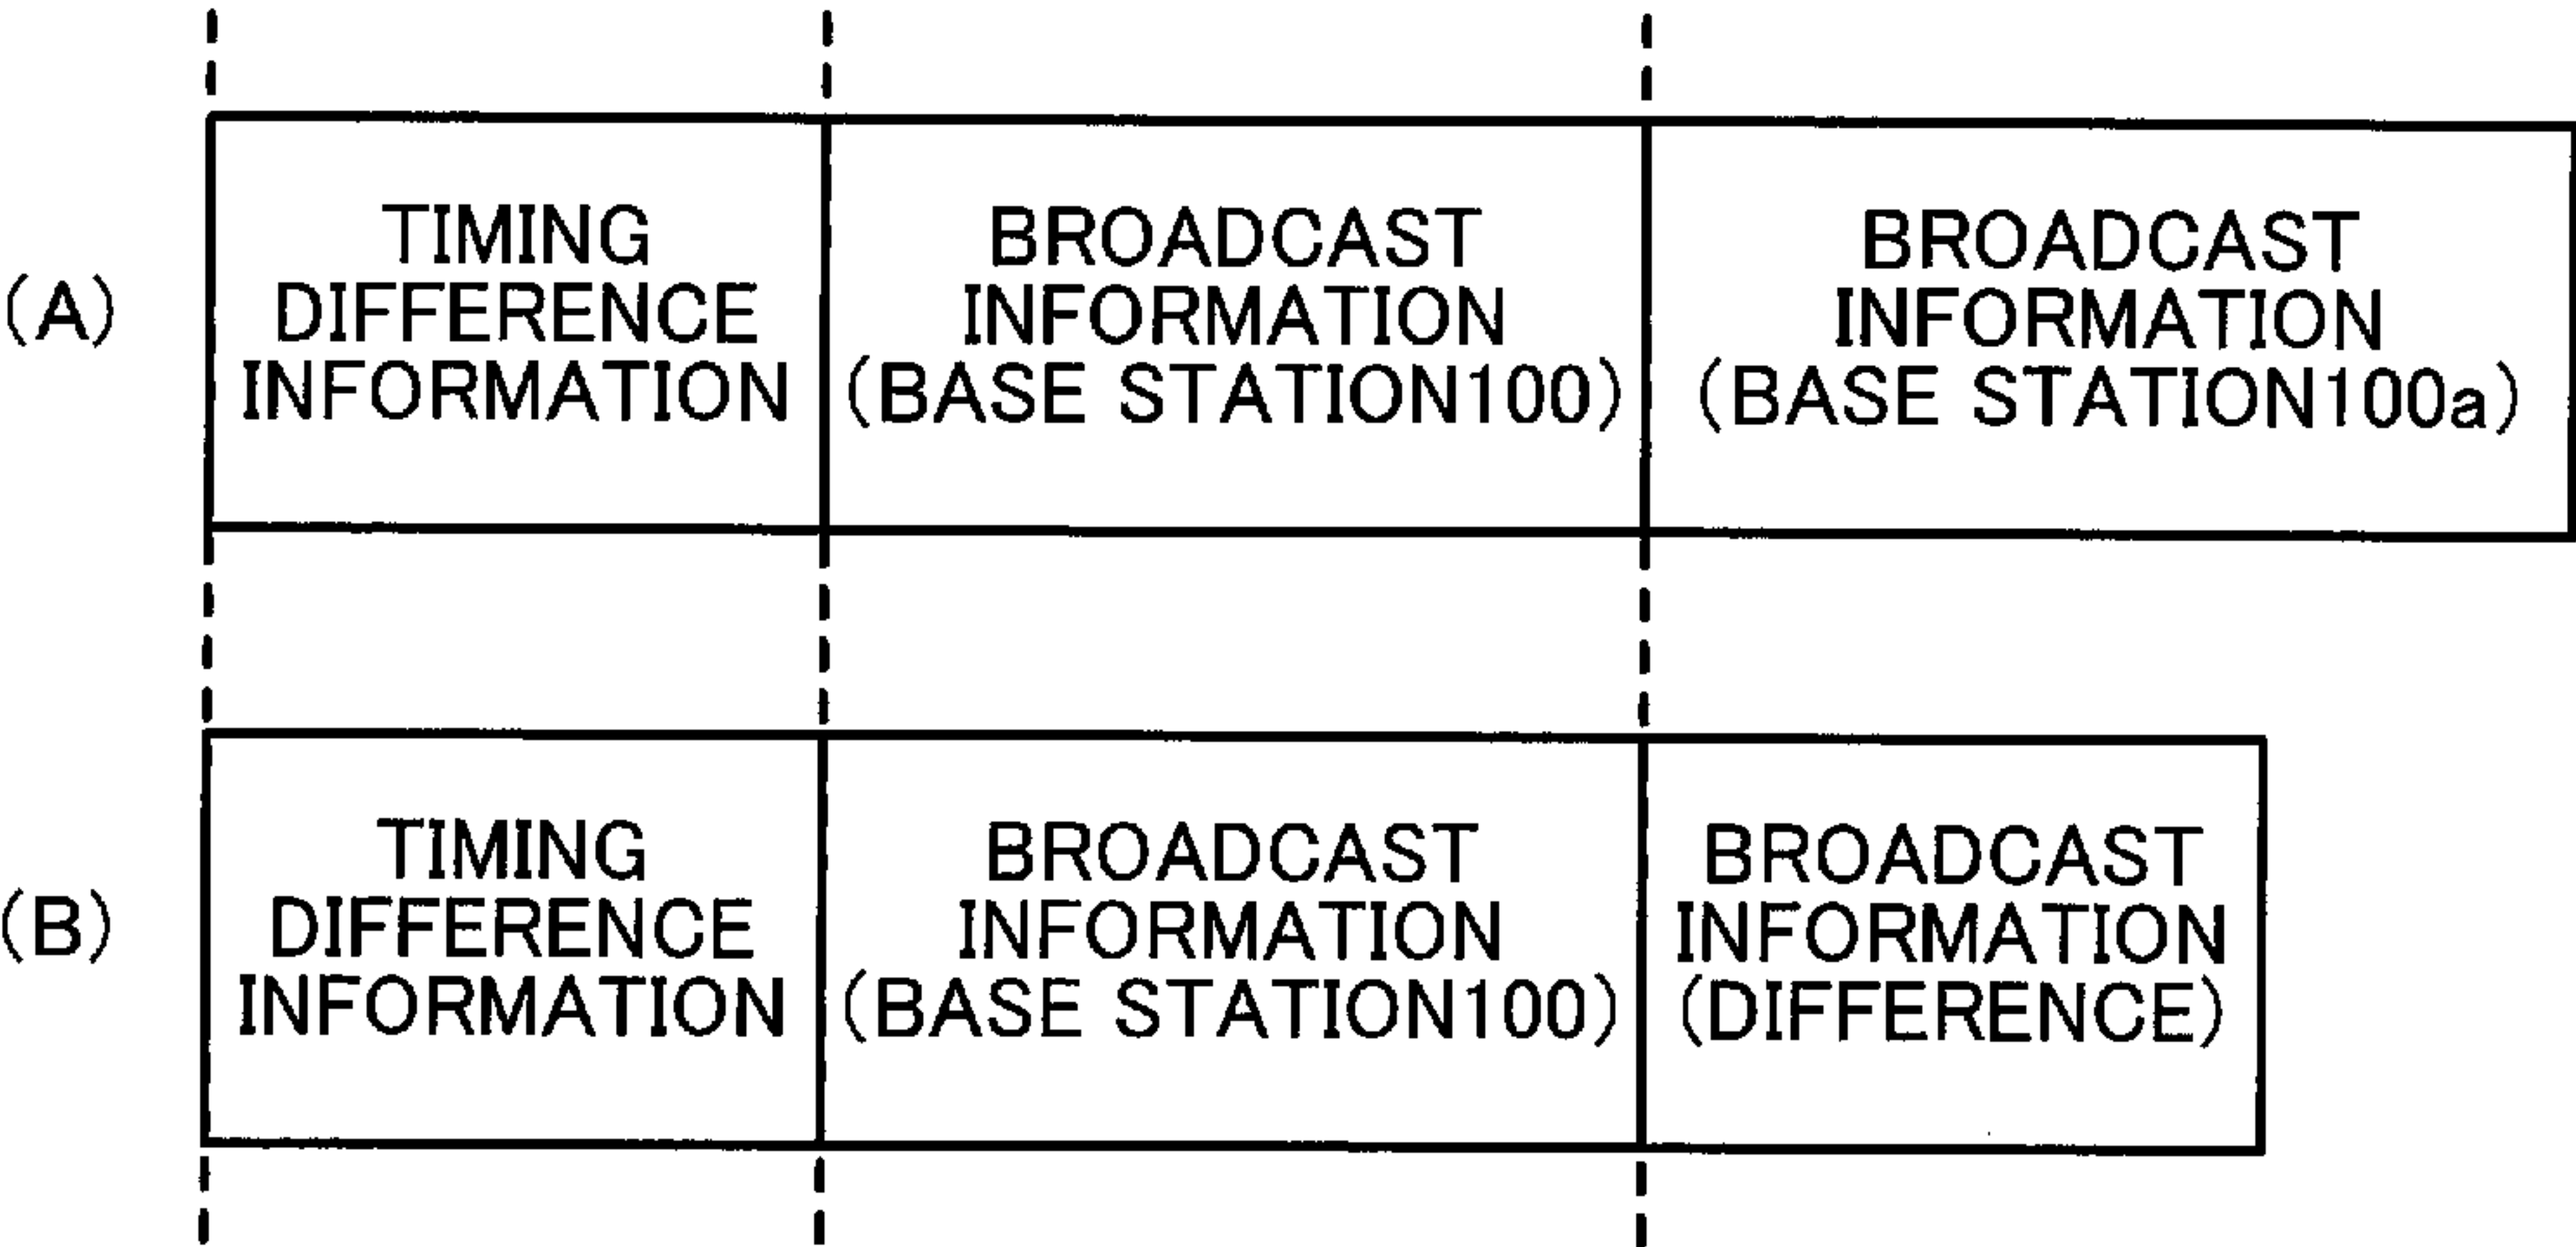 (A)
TIMING
DIFFERENCE
INFORMATION
BROADCAST
INFORMATION
(BASE STATION100)
BROADCAST
INFORMATION
(BASE STATION100a)
(B)
TIMING
DIFFERENCE
INFORMATION
BROADCAST
INFORMATION
(BASE STATION100)
BROADCAST
INFORMATION
(DIFFERENCE)